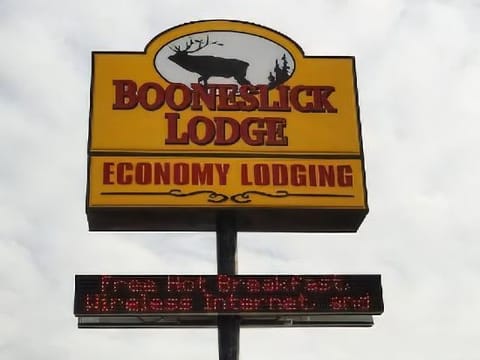 BOONESLICK
LODGE
ECONOMY LODGING
Free Hot Breakfast,
Wireless Internet, and